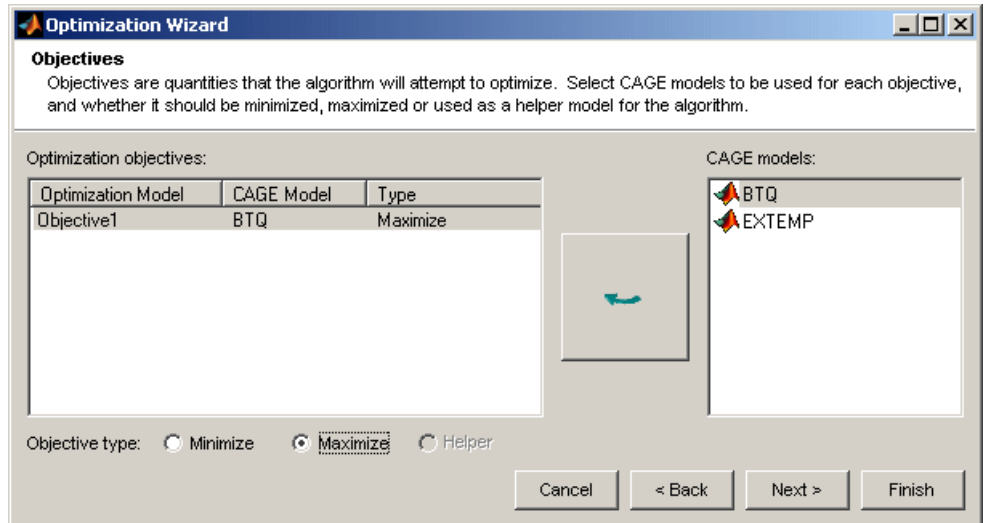 Optimization Wizard
Objectives
Objectives are quantities that the algorithm will attempt to optimize. Select CAGE models to be used for each objective,
and whether it should be minimized, maximized or used as a helper model for the algorithm.
Optimization objectives:
CAGE models:
Optimization Model CAGE Model Type
Objective1 BTQ Maximize
BTQ
EXTEMP
Objective type: Minimize Maximize Helper
Cancel < Back Next > Finish